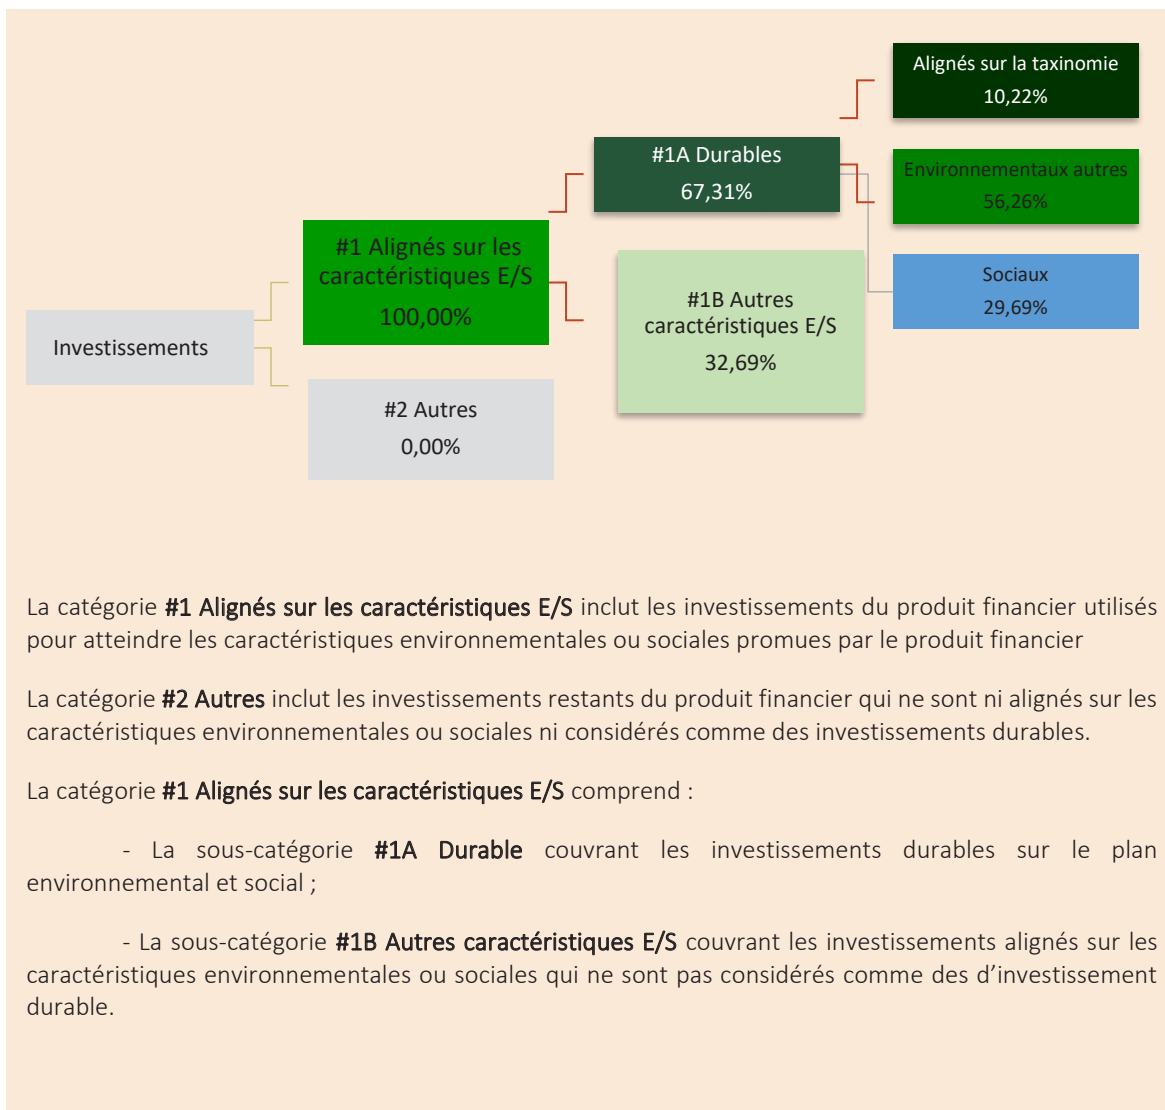 Investissements
#1 Alignés sur les
caractéristiques E/S
100,00%
#2 Autres
0,00%
#1A Durables
67,31%
#1B Autres
caractéristiques E/S
32,69%
Alignés sur la taxinomie
10,22%
Environnementaux autres
56,26%
Sociaux
29,69%
La catégorie #1 Alignés sur les caractéristiques E/S inclut les investissements du produit financier utilisés
pour atteindre les caractéristiques environnementales ou sociales promues par le produit financier
La catégorie #2 Autres inclut les investissements restants du produit financier qui ne sont ni alignés sur les
caractéristiques environnementales ou sociales ni considérés comme des investissements durables.
La catégorie #1 Alignés sur les caractéristiques E/S comprend :
- La sous-catégorie #1A Durable couvrant les investissements durables sur le plan
environnemental et social ;
- La sous-catégorie #1B Autres caractéristiques E/S couvrant les investissements alignés sur les
caractéristiques environnementales ou sociales qui ne sont pas considérés comme des d’investissement
durable.